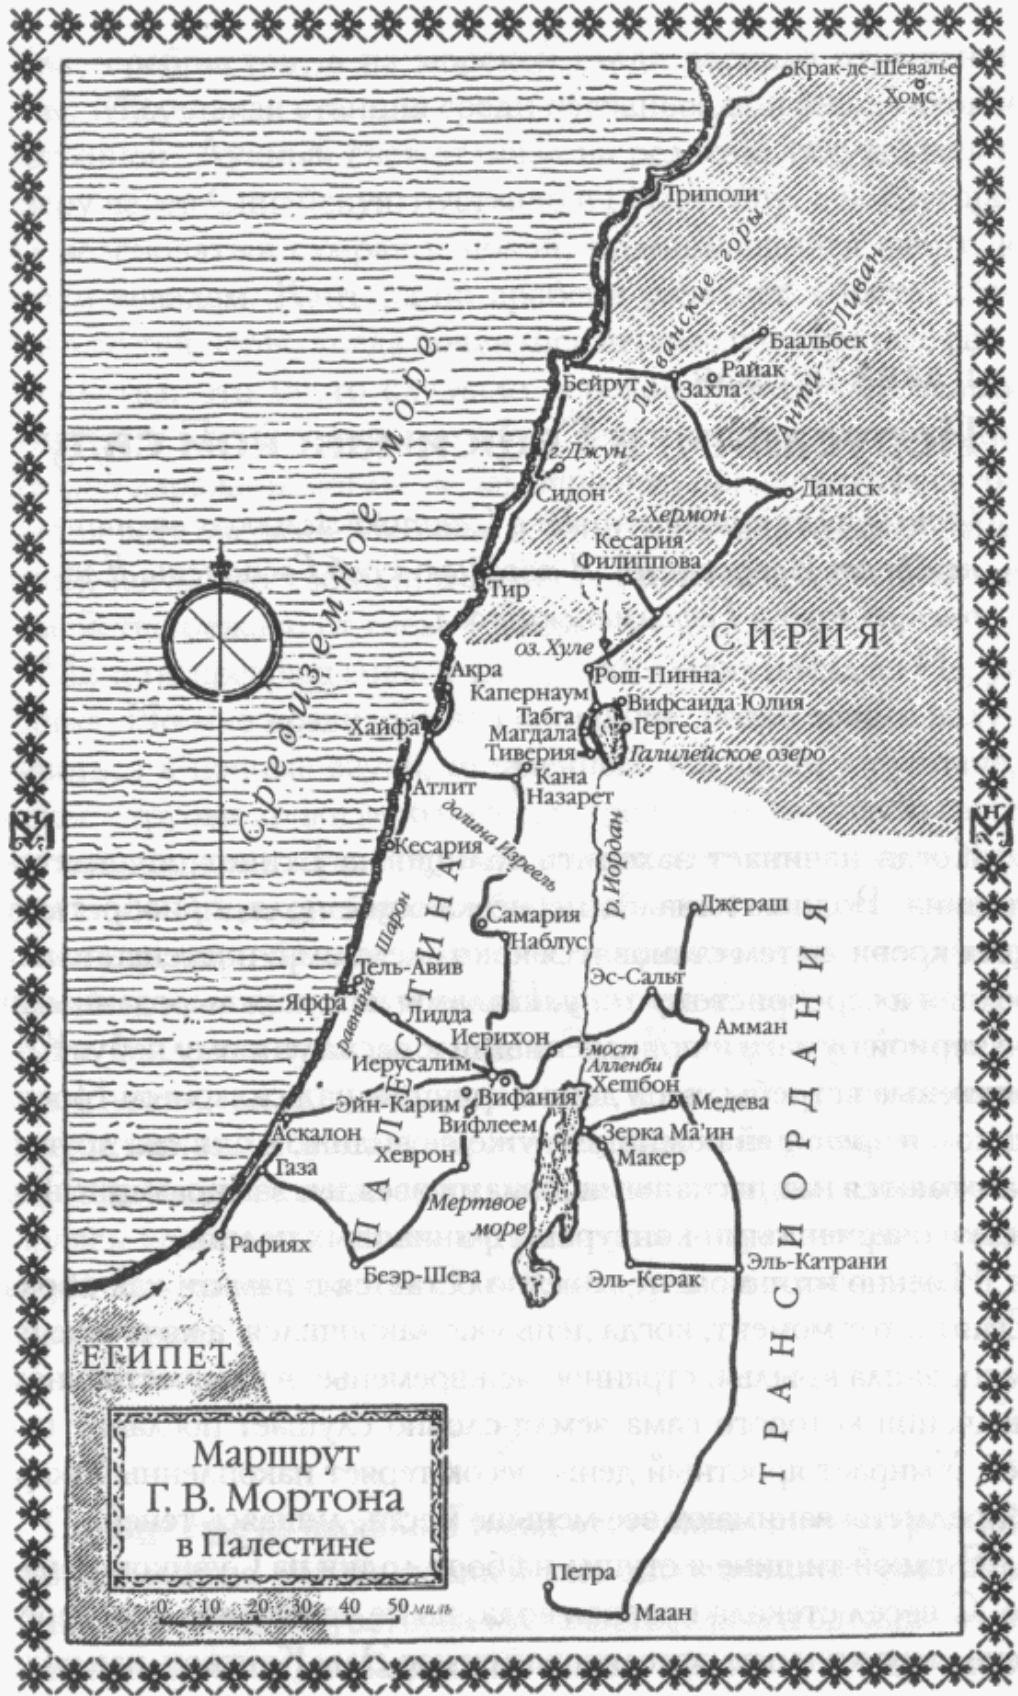 Крак-де-Шевалье
Хомс
Триполи
Ливанские горы
Анти Ливан
Баальбек
Райак
Захла
Бейрут
г. Джун
Сидон
Дамаск
г. Хермон
Кесария
Филиппова
Тир
Средиземное море
СИРИЯ
оз. Хуле
Акра
Рош-Пинна
Капернаум
Вифсаида Юлия
Табга
Гергеса
Магдала
Хайфа
Тиверия
Галилейское озеро
Кана
Атлит
Назарет
долина Изреель
Кесария
Иордан
Джераш
Самария
Наблус
равнина Шарон
Тель-Авив
Эс-Сальт
Яффа
Лидда
Амман
Иерихон
мост
Алленби
Иерусалим
Хешбон
Вифания
Эйн-Карим
Медева
Вифлеем
Аскалон
Зерка Ма'ин
Хеврон
Макер
Газа
Мертвое
море
ПАЛЕСТИНА
ТРАНСИОРДАНИЯ
Рафиях
Эль-Катрани
Беэр-Шева
Эль-Керак
ЕГИПЕТ
Маршрут
Г. В. Мортона
в Палестине
0 10 20 30 40 50 миль
Петра
Маан